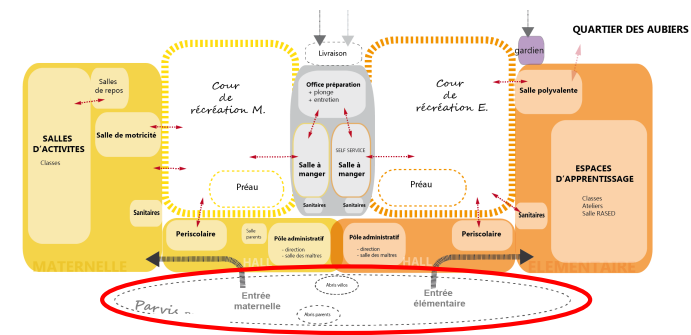 QUARTIER DES AUBIERS
Livraison
gardien
Salles
de repos
Cour
de
récréation M.
Office préparation
+ plonge
+ entretien
Cour
de
récréation E.
Salle polyvalente
SALLES
D'ACTIVITES
Classes
Salle de motricité
SELF SERVICE
Salle à
manger
Salle à
manger
ESPACES
D'APPRENTISSAGE
Classes
Ateliers
Salle RASED
Préau
Préau
Sanitaires
Sanitaires
Sanitaires
Sanitaires
Periscolaire
Salle
parents
Pôle administratif
- direction
- salle des maîtres
Pôle administratif
- direction
- salle des maîtres
Periscolaire
MATERNELLE
HALL
HALL
ELEMENTAIRE
Abris vélos
Entrée
maternelle
Entrée
élémentaire
Parvis
Abris parents